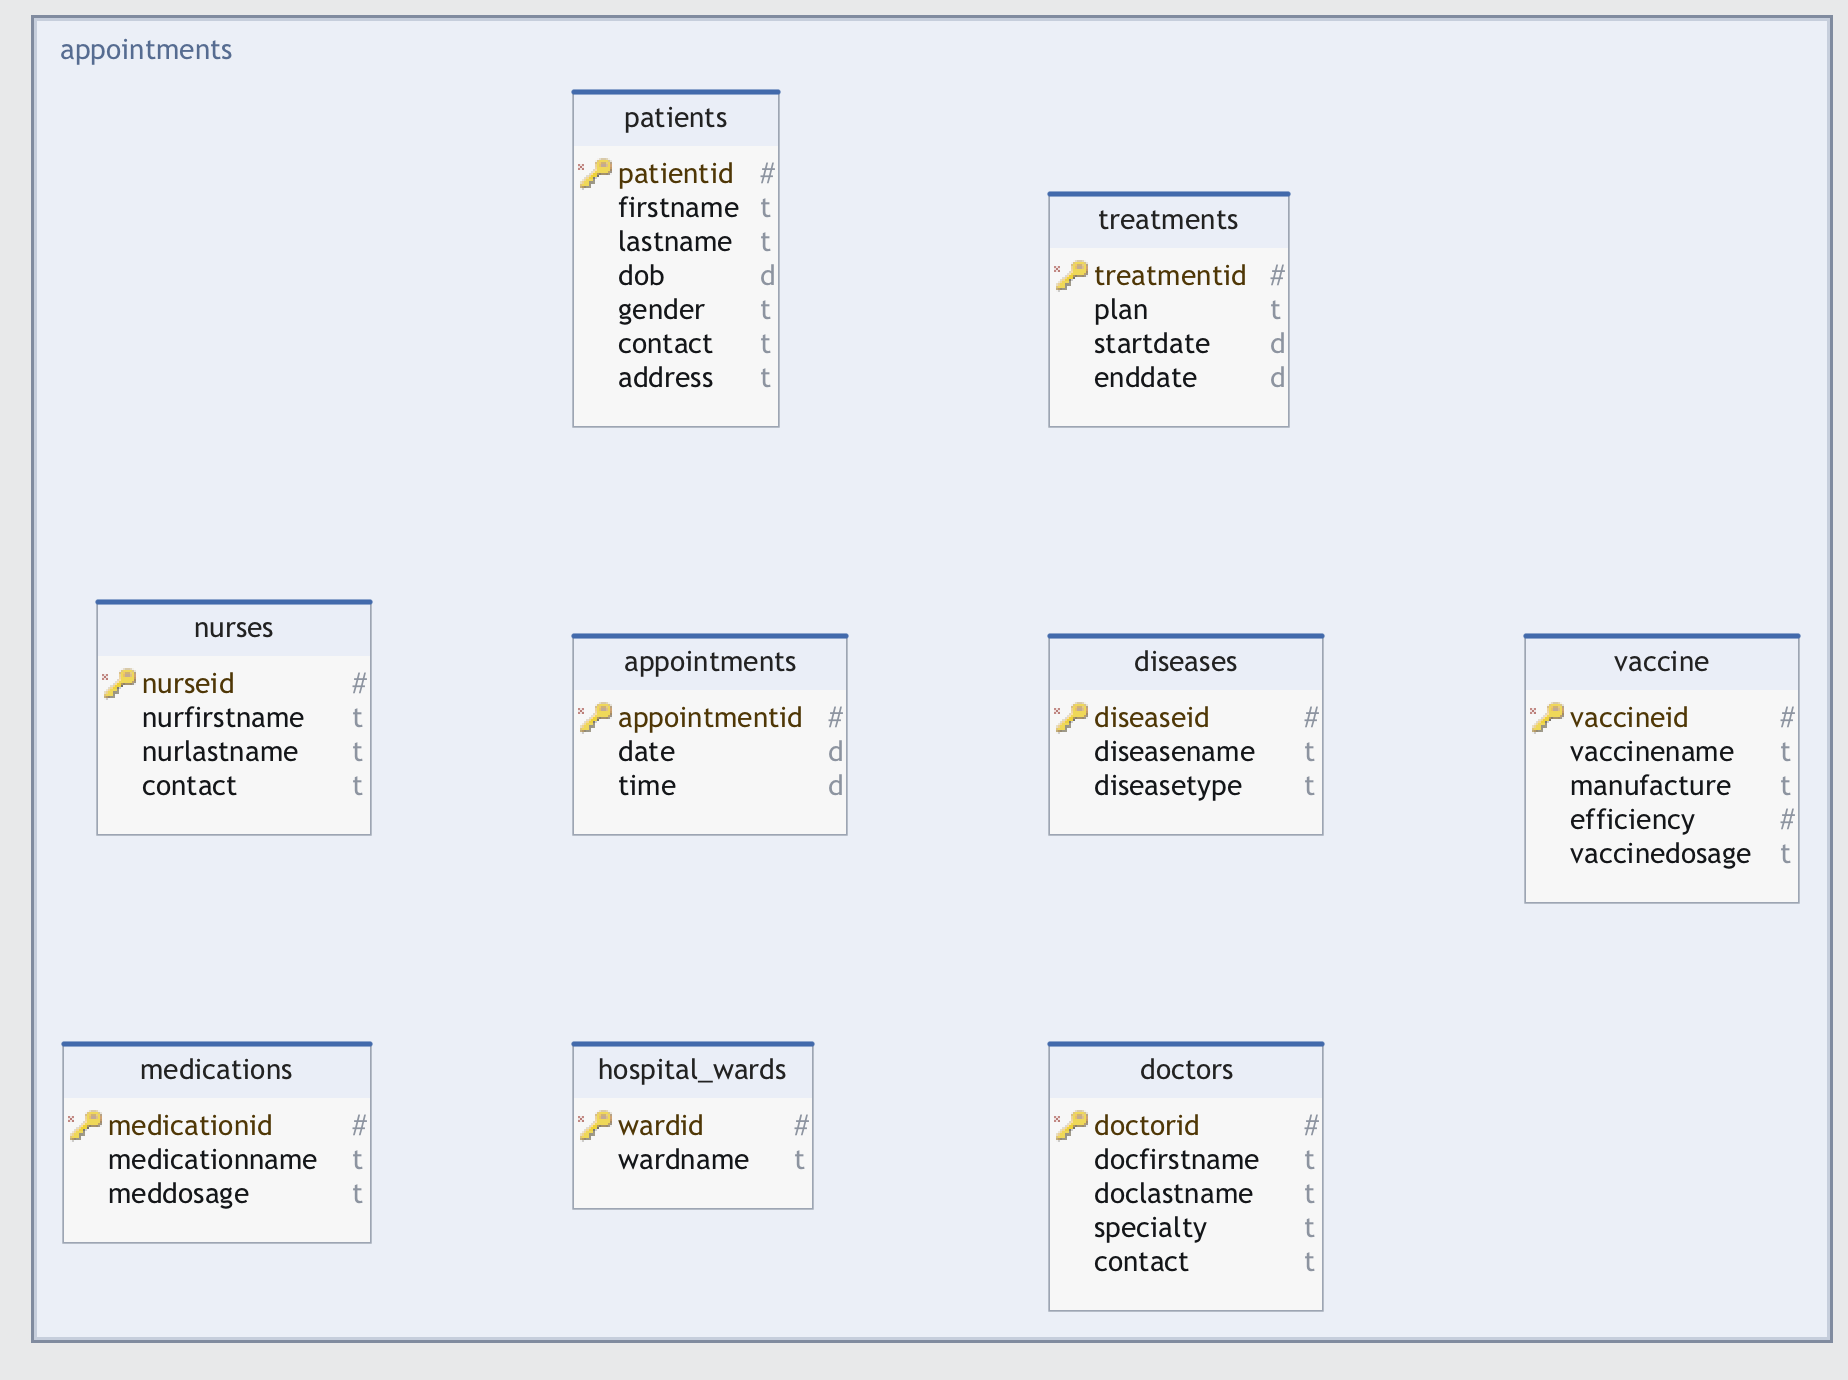 appointments
patients
patientid #
firstname t
lastname t
dob d
gender t
contact t
address t
treatments
treatmentid #
plan t
startdate d
enddate d
nurses
nurseid #
nurfirstname t
nurlastname t
contact t
appointments
appointmentid #
date d
time d
diseases
diseaseid #
diseasename t
diseasetype t
vaccine
vaccineid #
vaccinename t
manufacture t
efficiency #
vaccinedosage t
medications
medicationid #
medicationname t
meddosage t
hospital_wards
wardid #
wardname t
doctors
doctorid #
docfirstname t
doclastname t
specialty t
contact t